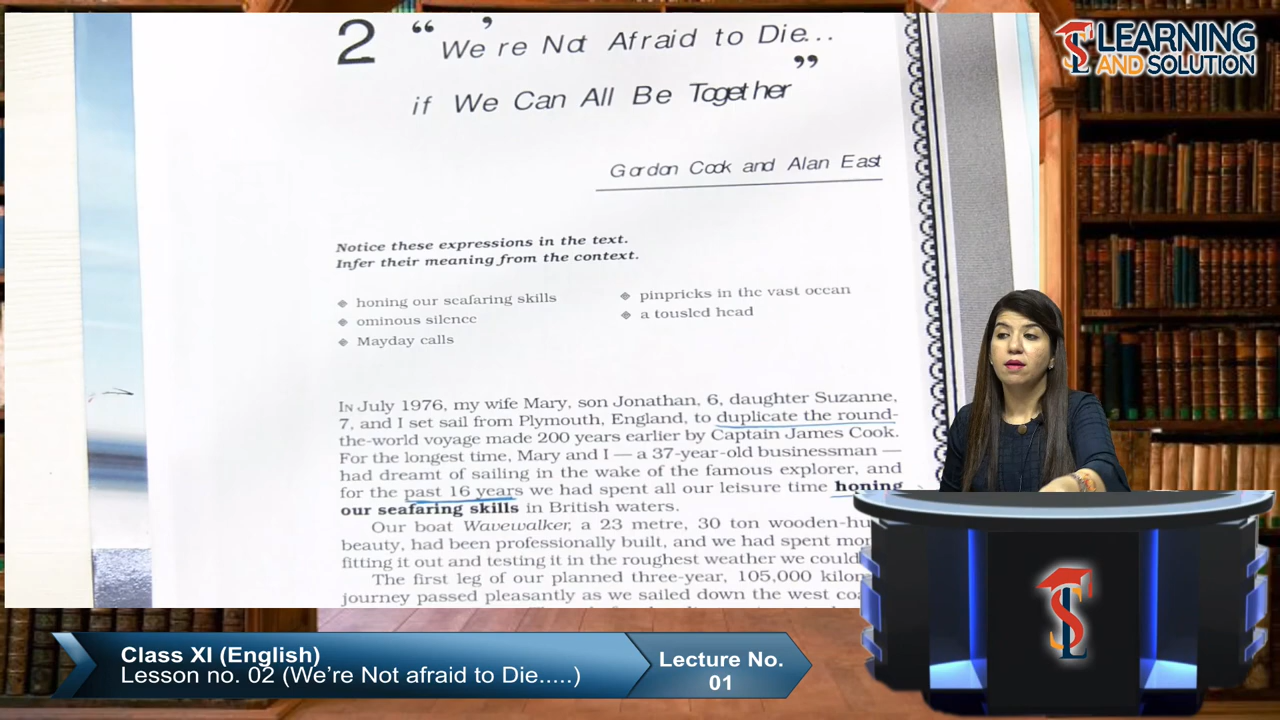 2 “We’re Not Afraid to Die...
if We Can All Be Together”
Gordon Cook and Alan East
Notice these expressions in the text.
Infer their meaning from the context.
honing our seafaring skills
ominous silence
Mayday calls
pinpricks in the vast ocean
a tousled head
IN July 1976, my wife Mary, son Jonathan, 6, daughter Suzanne,
7, and I set sail from Plymouth, England, to duplicate the round-
the-world voyage made 200 years earlier by Captain James Cook.
For the longest time, Mary and I — a 37-year-old businessman —
had dreamt of sailing in the wake of the famous explorer, and
for the past 16 years we had spent all our leisure time honing
our seafaring skills in British waters.
Our boat Wavewalker, a 23 metre, 30 ton wooden-hu
beauty, had been professionally built, and we had spent mon
fitting it out and testing it in the roughest weather we could
The first leg of our planned three-year, 105,000 kilom
journey passed pleasantly as we sailed down the west coa
LEARNING
AND SOLUTION
Class XI (English)
Lesson no. 02 (We’re Not afraid to Die.....)
Lecture No.
01